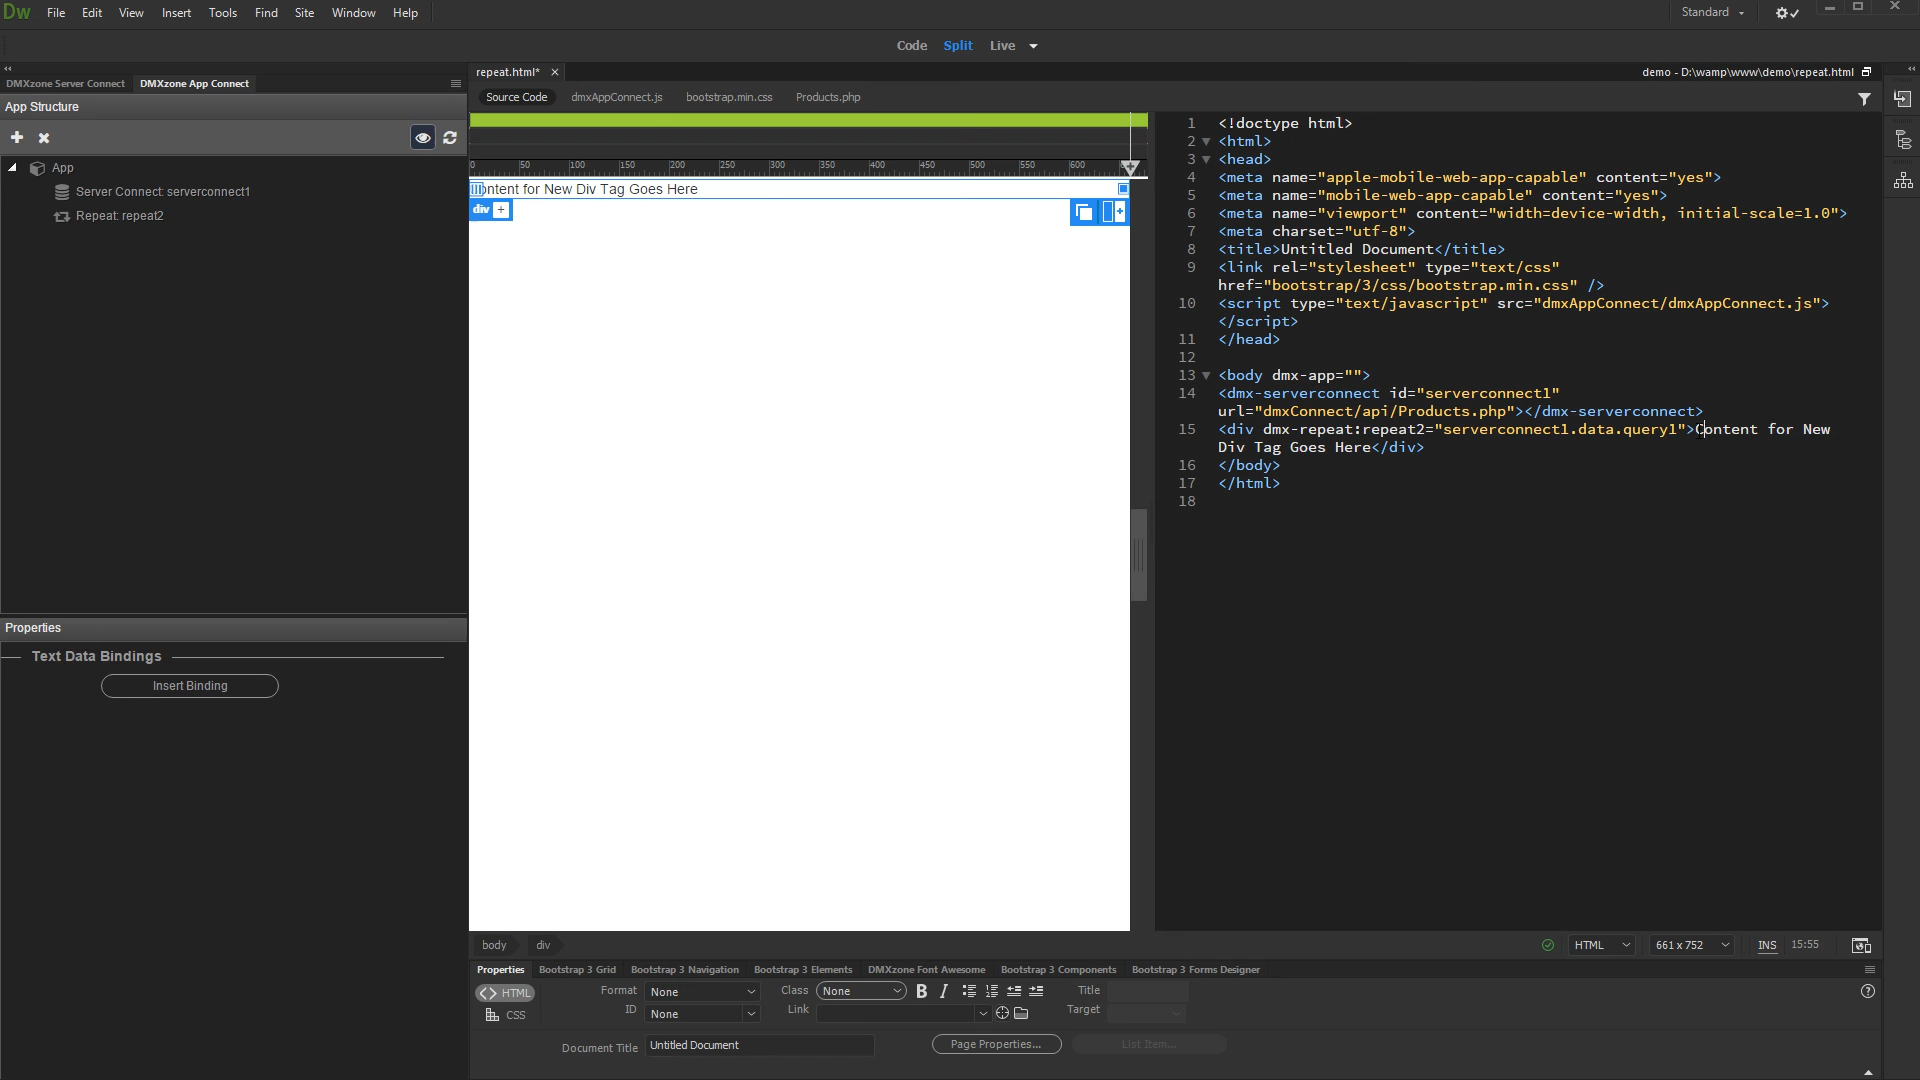 Dw File Edit View Insert Tools Find Site Window Help Standard
Code Split Live
DMXzone Server Connect DMXzone App Connect
App Structure
App
Server Connect: serverconnect1
Repeat: repeat2
Properties
Text Data Bindings
Insert Binding
repeat.html*
demo - D:\wamp\www\demo\repeat.html
Source Code dmxAppConnect.js bootstrap.min.css Products.php
0 50 100 150 200 250 300 350 400 450 500 550 600
ontent for New Div Tag Goes Here
div +
1 <!doctype html>
2 <html>
3 <head>
4 <meta name="apple-mobile-web-app-capable" content="yes">
5 <meta name="mobile-web-app-capable" content="yes">
6 <meta name="viewport" content="width=device-width, initial-scale=1.0">
7 <meta charset="utf-8">
8 <title>Untitled Document</title>
9 <link rel="stylesheet" type="text/css"
href="bootstrap/3/css/bootstrap.min.css" />
10 <script type="text/javascript" src="dmxAppConnect/dmxAppConnect.js">
</script>
11 </head>
12
13 <body dmx-app="">
14 <dmx-serverconnect id="serverconnect1"
url="dmxConnect/api/Products.php"></dmx-serverconnect>
15 <div dmx-repeat:repeat2="serverconnect1.data.query1">Content for New
Div Tag Goes Here</div>
16 </body>
17 </html>
18
body div
HTML 661 x 752 INS 15:55
Properties Bootstrap 3 Grid Bootstrap 3 Navigation Bootstrap 3 Elements DMXzone Font Awesome Bootstrap 3 Components Bootstrap 3 Forms Designer
<> HTML Format None Class None B I Title
CSS ID None Link Target
Document Title Untitled Document Page Properties... List Item...